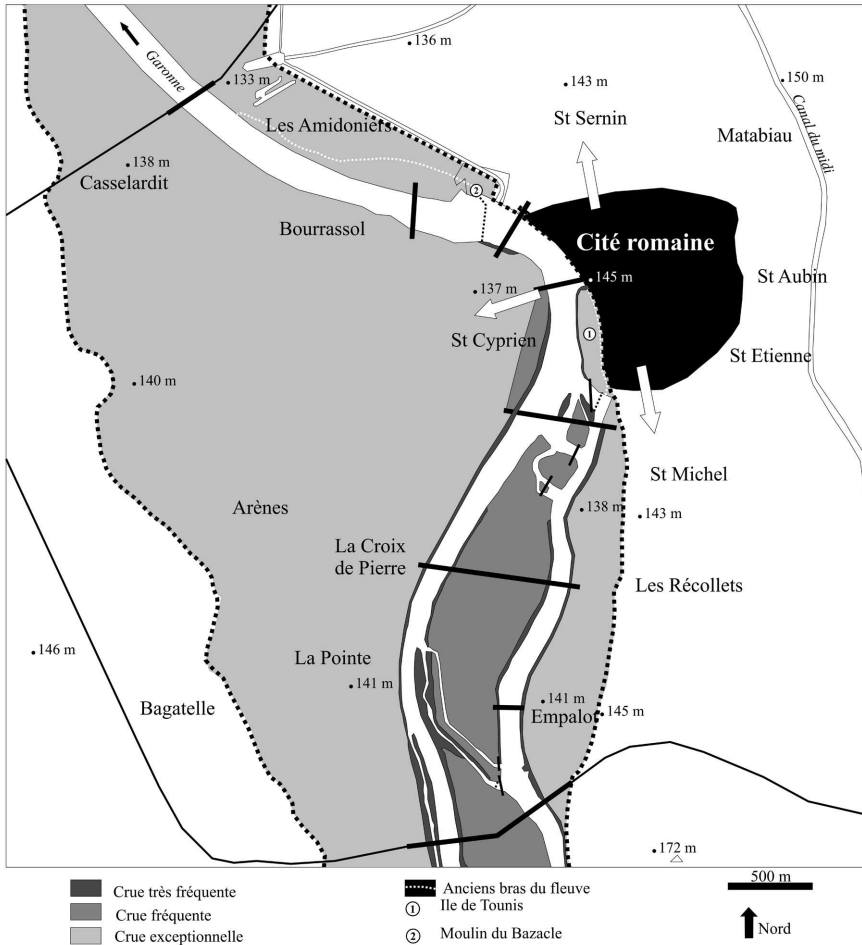 136 m
Garonne
133 m
143 m
150 m
St Sernin
Canal du midi
Les Amidoniers
Matabiau
138 m
Casselardit
2
Bourrassol
Cité romaine
145 m
St Aubin
137 m
St Cyprien
1
St Etienne
140 m
St Michel
Arènes
138 m
143 m
La Croix
de Pierre
Les Récollets
146 m
La Pointe
141 m
141 m
Bagatelle
Empalot
145 m
172 m
Crue très fréquente
Crue fréquente
Crue exceptionnelle
Anciens bras du fleuve
1 Ile de Tounis
2 Moulin du Bazacle
500 m
Nord